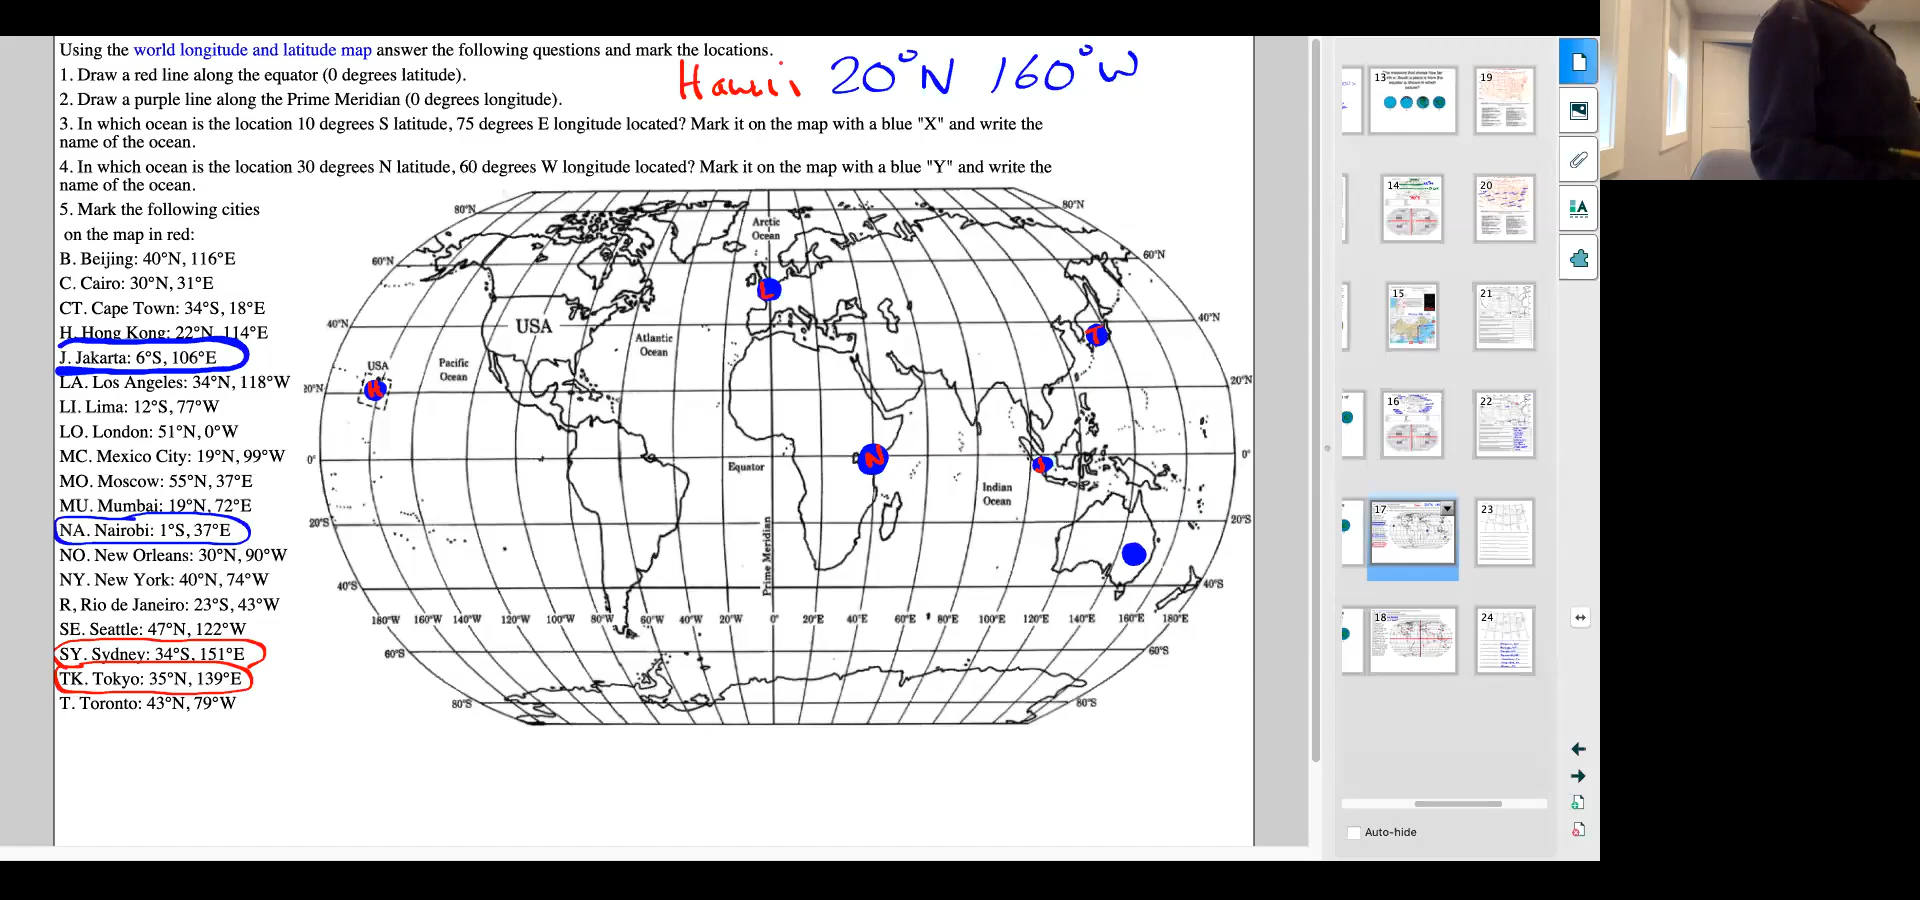 Using the world longitude and latitude map answer the following questions and mark the locations.
Hawii 20°N 160°W
1. Draw a red line along the equator (0 degrees latitude).
2. Draw a purple line along the Prime Meridian (0 degrees longitude).
3. In which ocean is the location 10 degrees S latitude, 75 degrees E longitude located? Mark it on the map with a blue "X" and write the
name of the ocean.
4. In which ocean is the location 30 degrees N latitude, 60 degrees W longitude located? Mark it on the map with a blue "Y" and write the
name of the ocean.
5. Mark the following cities
on the map in red:
B. Beijing: 40°N, 116°E
C. Cairo: 30°N, 31°E
CT. Cape Town: 34°S, 18°E
H. Hong Kong: 22°N, 114°E
J. Jakarta: 6°S, 106°E
LA. Los Angeles: 34°N, 118°W
LI. Lima: 12°S, 77°W
LO. London: 51°N, 0°W
MC. Mexico City: 19°N, 99°W
MO. Moscow: 55°N, 37°E
MU. Mumbai: 19°N, 72°E
NA. Nairobi: 1°S, 37°E
NO. New Orleans: 30°N, 90°W
NY. New York: 40°N, 74°W
R, Rio de Janeiro: 23°S, 43°W
SE. Seattle: 47°N, 122°W
SY. Sydney: 34°S, 151°E
TK. Tokyo: 35°N, 139°E
T. Toronto: 43°N, 79°W
80°N 80°N
Arctic
Ocean
60°N 60°N
L
40°N 40°N
USA
T
Atlantic
Ocean
USA
Pacific
Ocean
20°N 20°N
H
0° 0°
N
J
Equator
Indian
Ocean
20°S 20°S
Prime Meridian
40°S 40°S
180°W 160°W 140°W 120°W 100°W 80°W 60°W 40°W 20°W 0° 20°E 40°E 60°E 80°E 100°E 120°E 140°E 160°E 180°E
60°S 60°S
80°S 80°S
13 19
14 20
15 21
16 22
17 23
18 24
Auto-hide